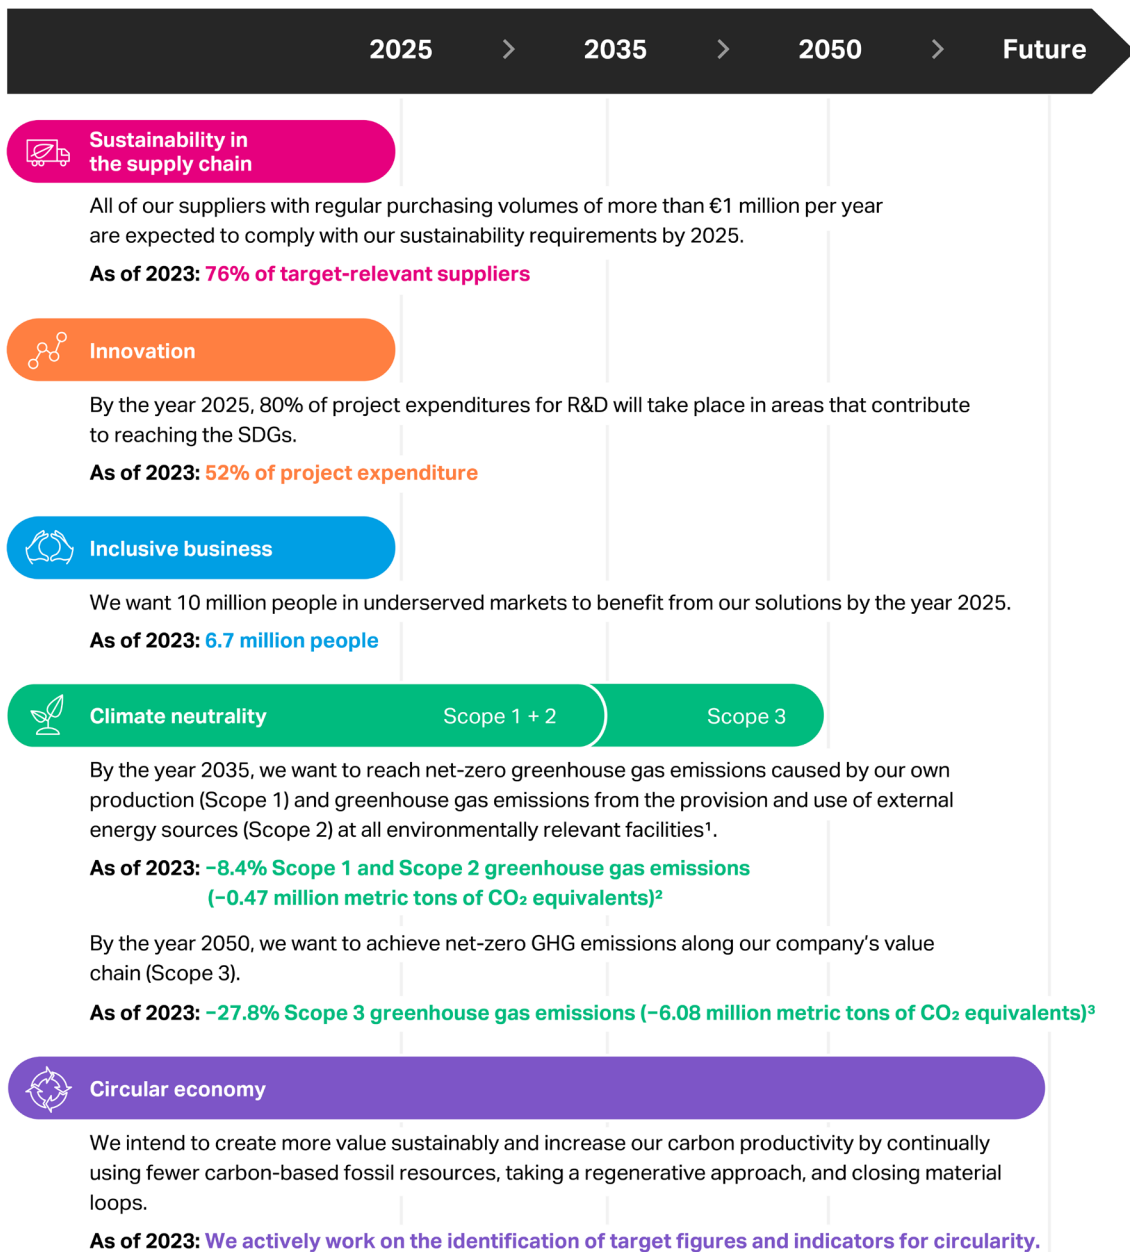 2025 > 2035 > 2050 > Future
Sustainability in
the supply chain
All of our suppliers with regular purchasing volumes of more than €1 million per year
are expected to comply with our sustainability requirements by 2025.
As of 2023: 76% of target-relevant suppliers
Innovation
By the year 2025, 80% of project expenditures for R&D will take place in areas that contribute
to reaching the SDGs.
As of 2023: 52% of project expenditure
Inclusive business
We want 10 million people in underserved markets to benefit from our solutions by the year 2025.
As of 2023: 6.7 million people
Climate neutrality Scope 1 + 2 Scope 3
By the year 2035, we want to reach net-zero greenhouse gas emissions caused by our own
production (Scope 1) and greenhouse gas emissions from the provision and use of external
energy sources (Scope 2) at all environmentally relevant facilities¹.
As of 2023: −8.4% Scope 1 and Scope 2 greenhouse gas emissions
(−0.47 million metric tons of CO₂ equivalents)²
By the year 2050, we want to achieve net-zero GHG emissions along our company’s value
chain (Scope 3).
As of 2023: −27.8% Scope 3 greenhouse gas emissions (−6.08 million metric tons of CO₂ equivalents)³
Circular economy
We intend to create more value sustainably and increase our carbon productivity by continually
using fewer carbon-based fossil resources, taking a regenerative approach, and closing material
loops.
As of 2023: We actively work on the identification of target figures and indicators for circularity.